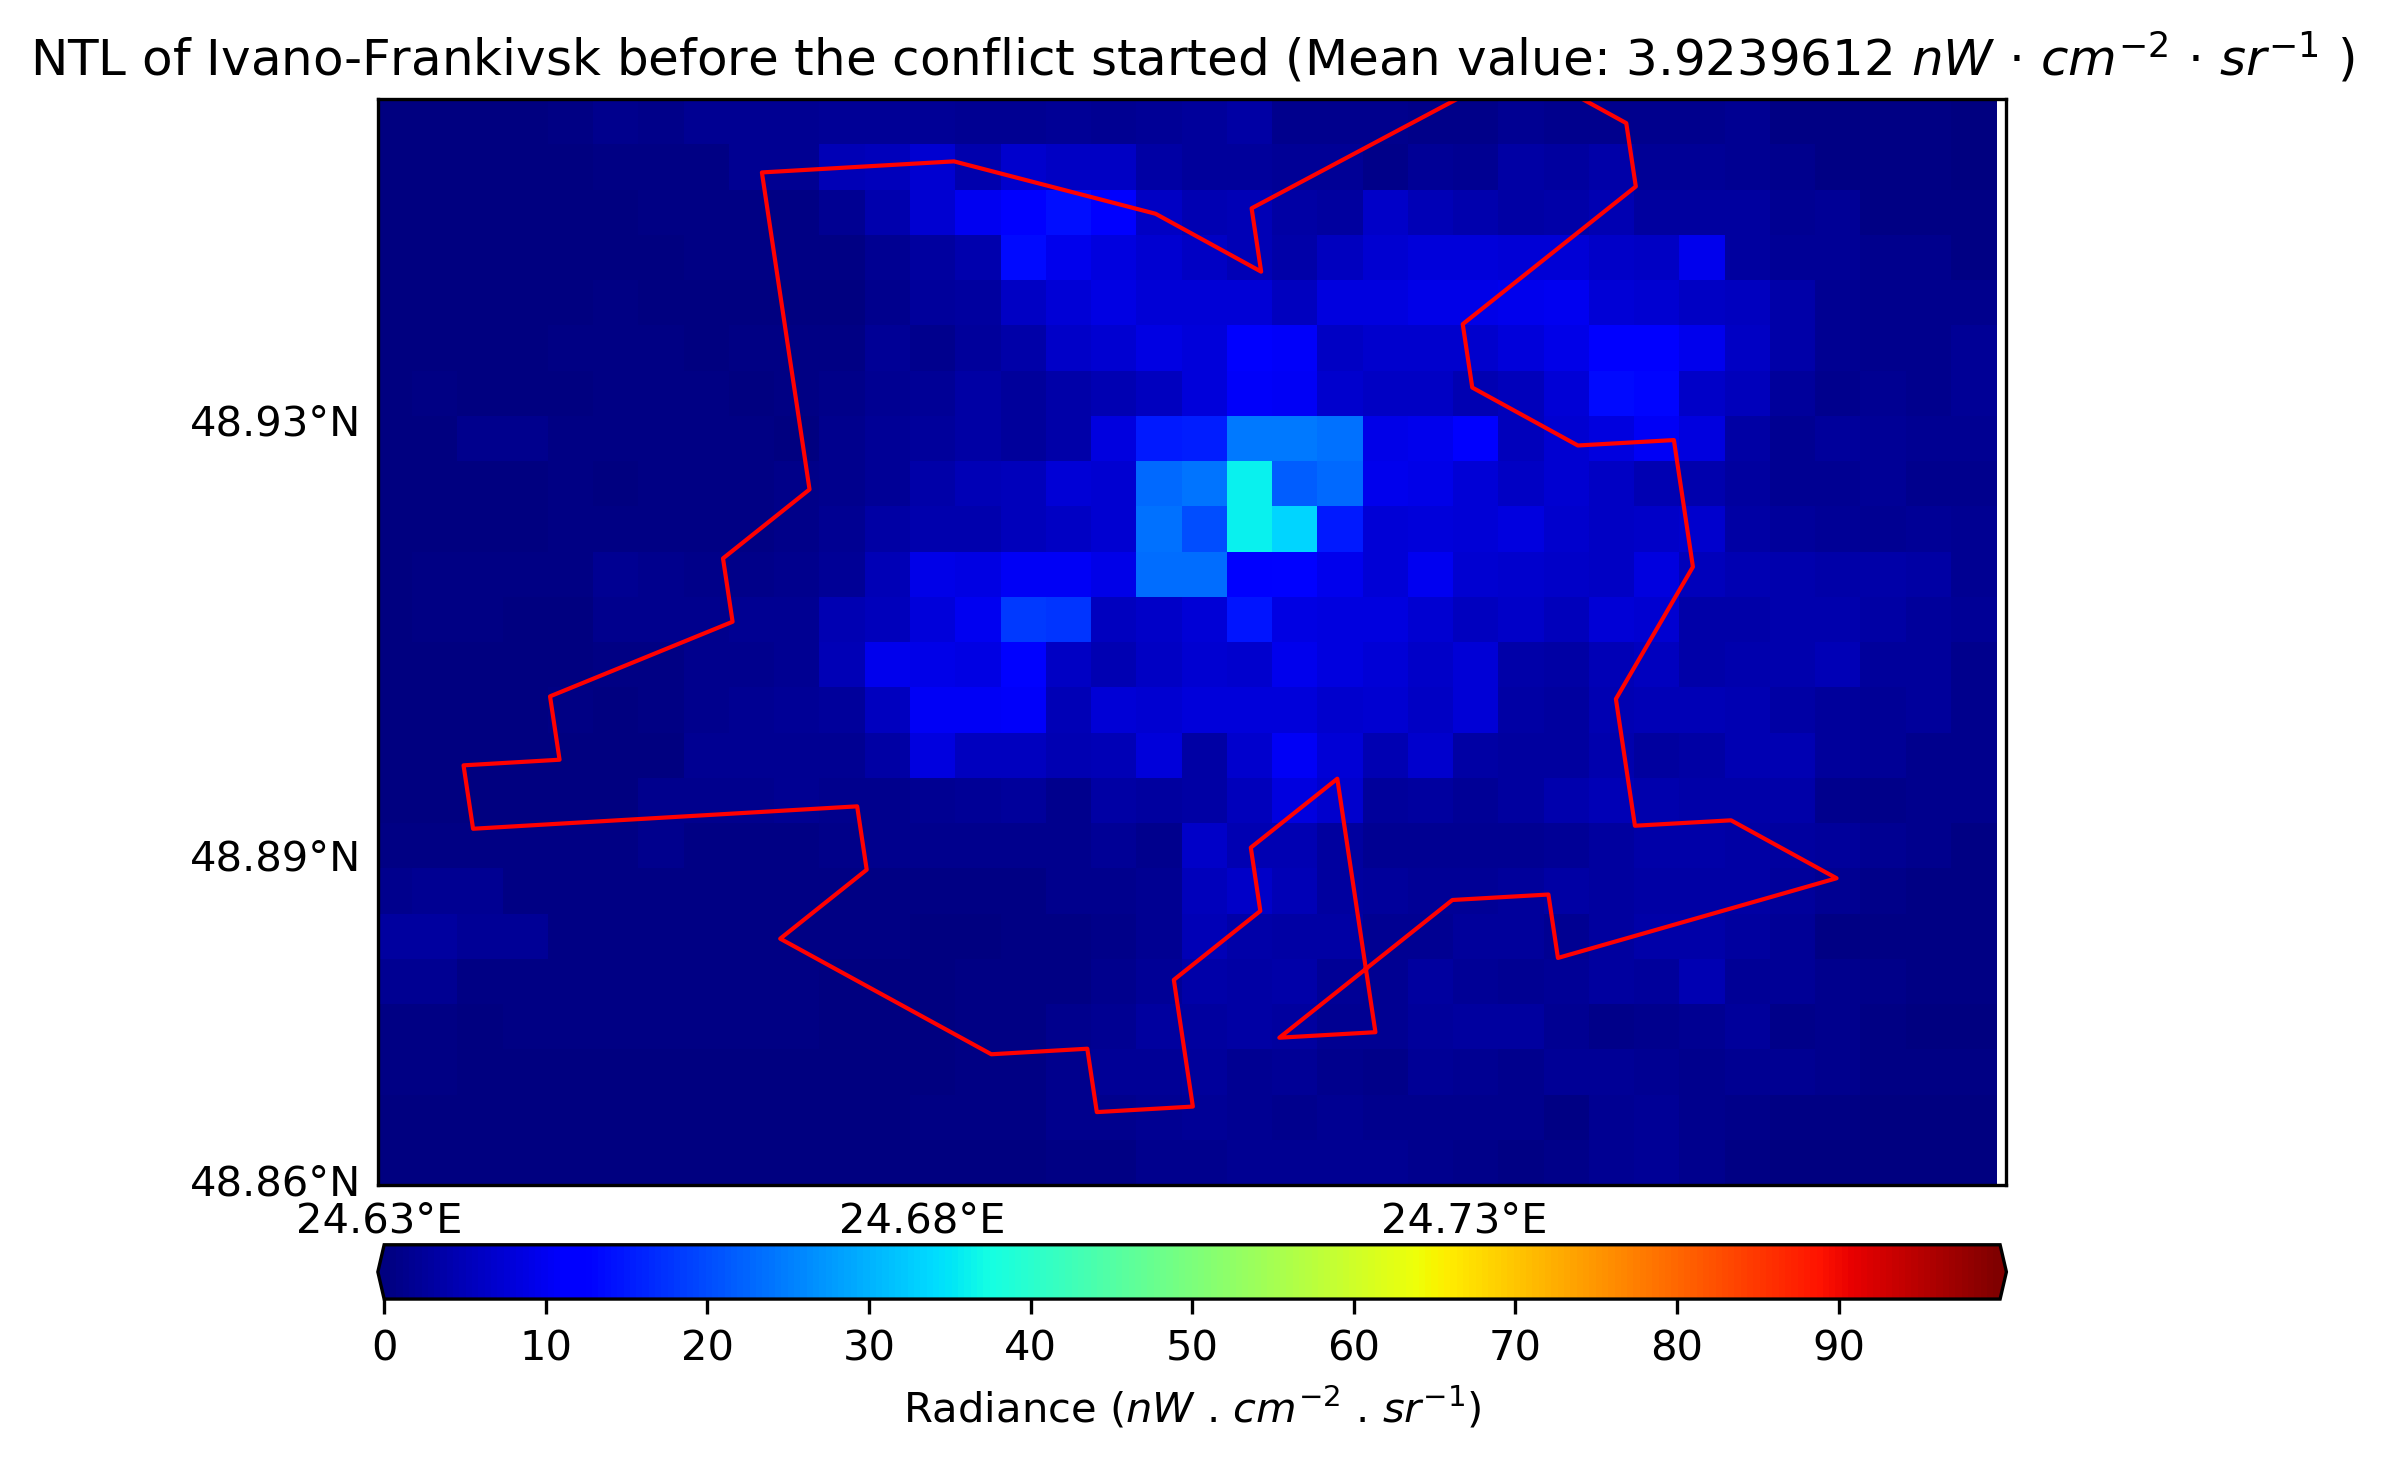 NTL of Ivano-Frankivsk before the conflict started (Mean value: 3.9239612 nW · cm⁻² · sr⁻¹ )
48.93°N
48.89°N
48.86°N
24.63°E 24.68°E 24.73°E
0 10 20 30 40 50 60 70 80 90
Radiance (nW . cm⁻² . sr⁻¹)